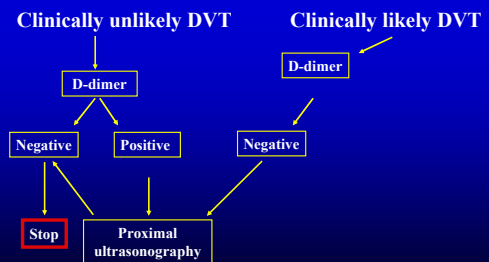 Clinically unlikely DVT
Clinically likely DVT
D-dimer
D-dimer
Negative
Positive
Negative
Stop
Proximal
ultrasonography